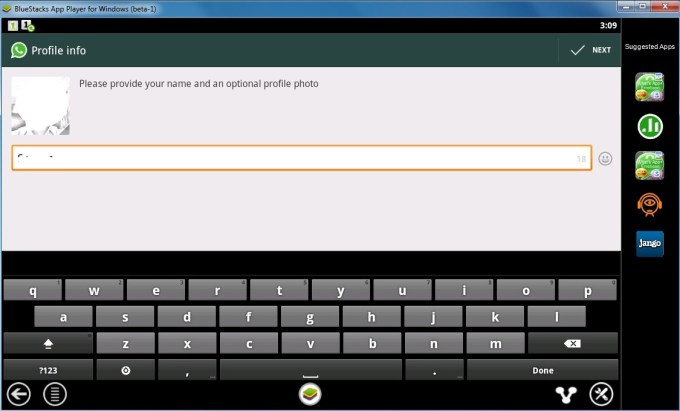 BlueStacks App Player for Windows (beta-1)
3:09
Profile info
NEXT
Suggested Apps
Please provide your name and an optional profile photo
18
jango
q w e r t y u i o p
a s d f g h j k l
z x c v b n m
?123 , . Done